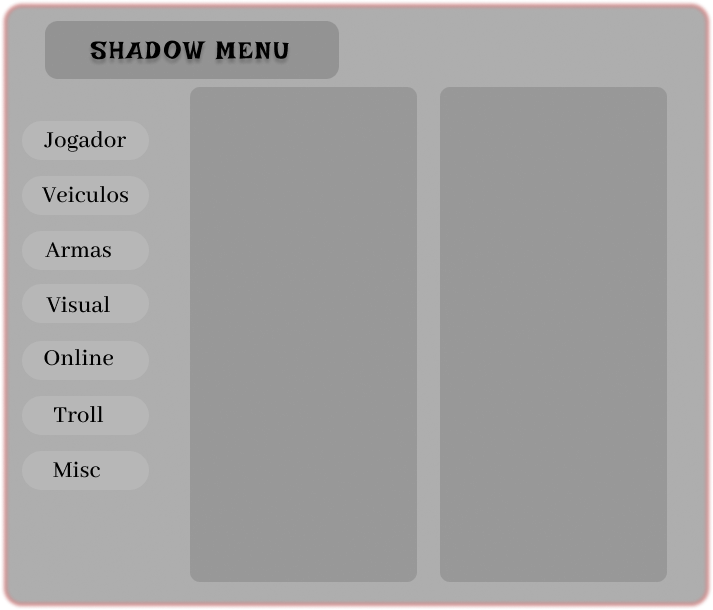 SHADOW MENU
Jogador
Veiculos
Armas
Visual
Online
Troll
Misc